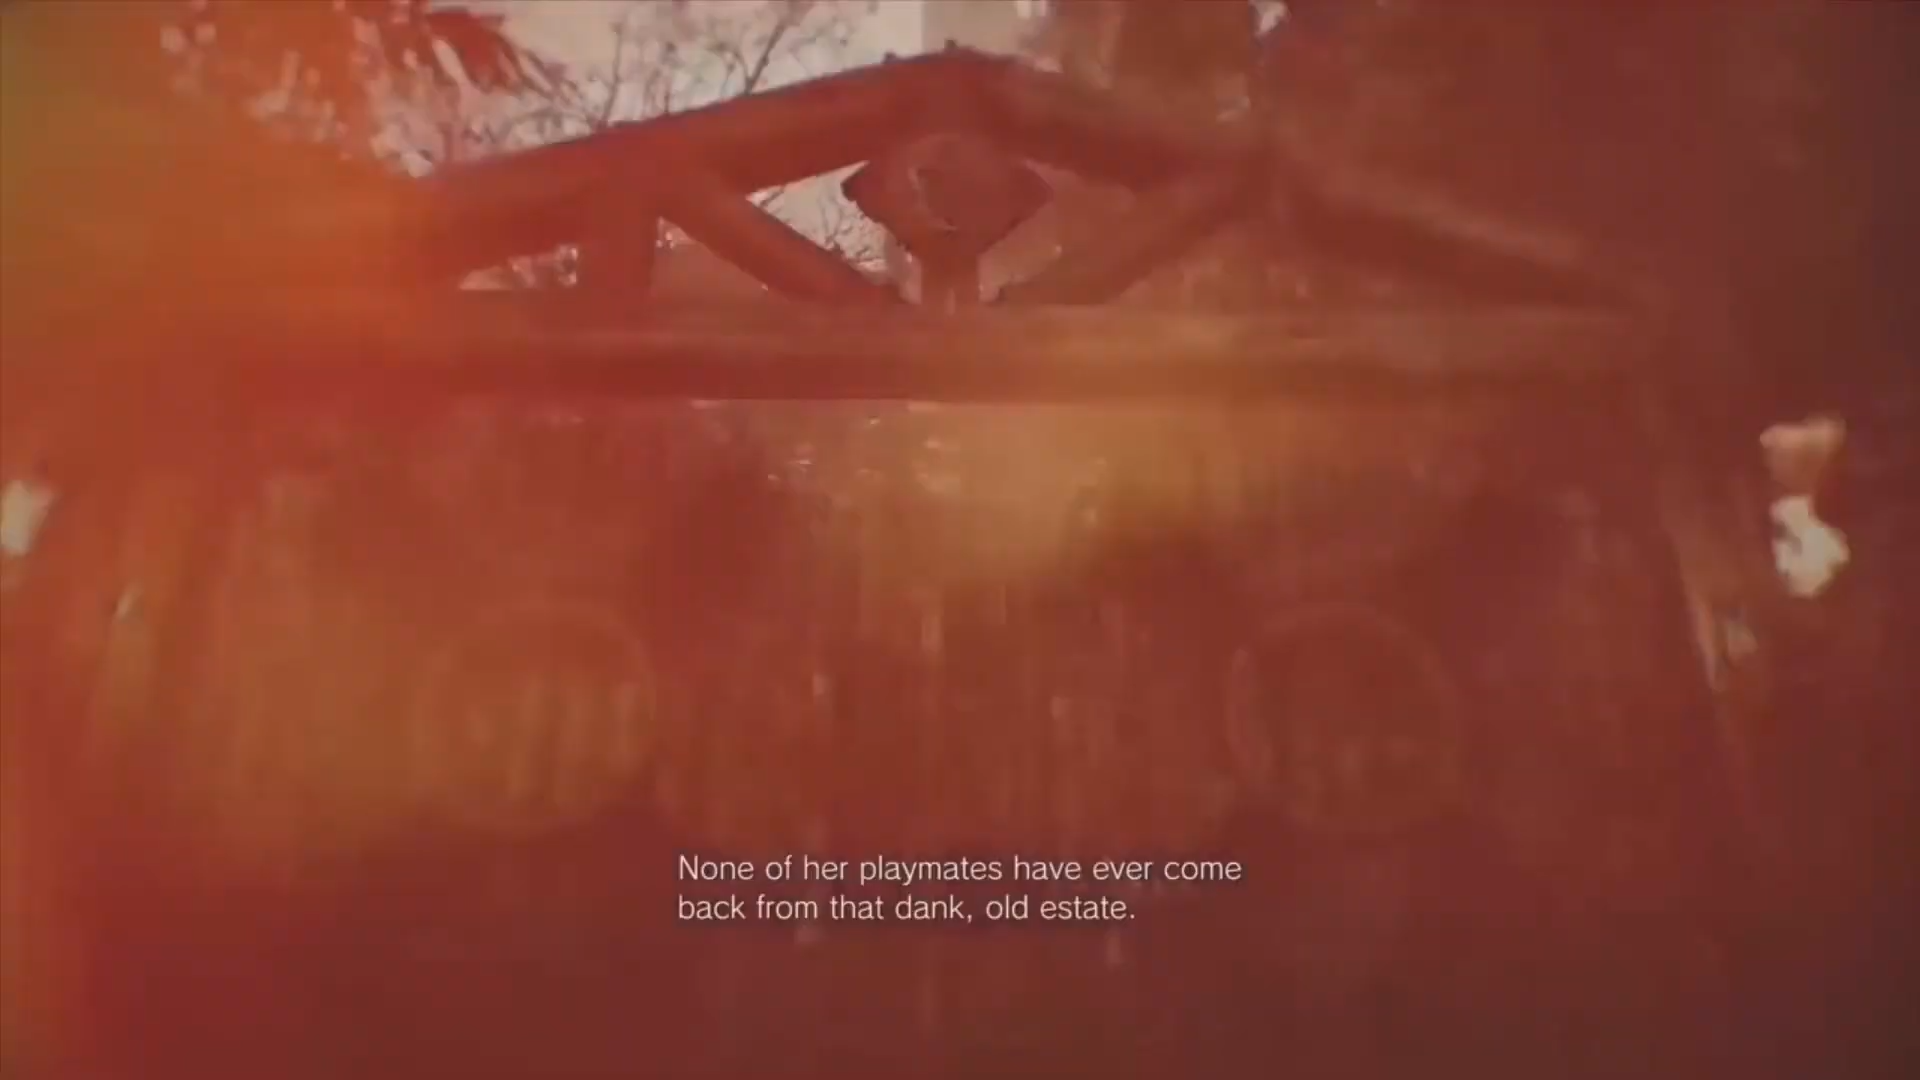 None of her playmates have ever come
back from that dank, old estate.